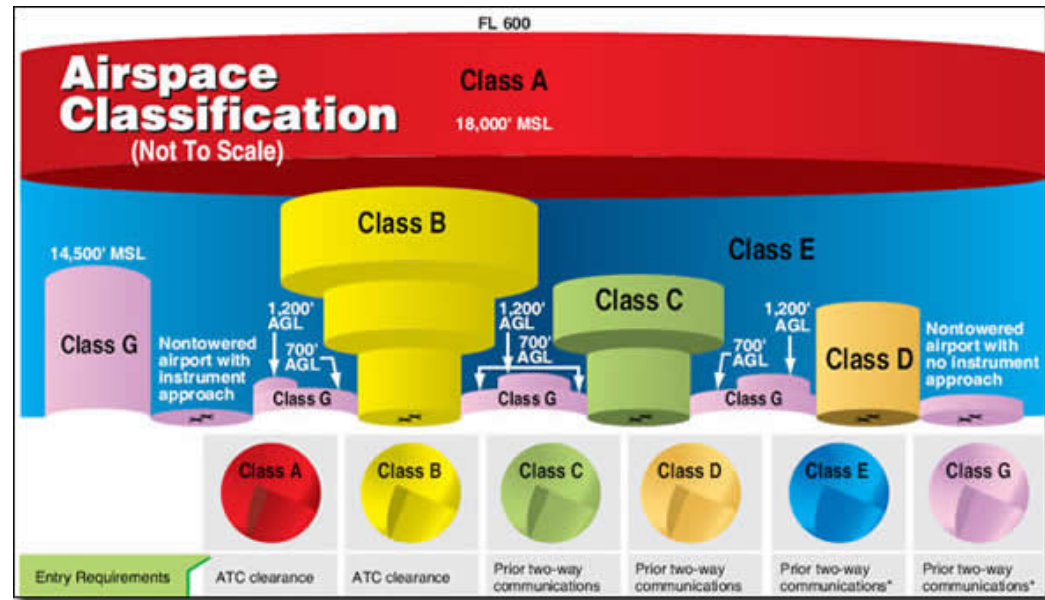 FL 600
Airspace
Classification
(Not To Scale)
Class A
18,000' MSL
Class B
Class E
14,500' MSL
Class G
Nontowered
airport with
instrument
approach
1,200'
AGL
700'
AGL
Class G
1,200'
AGL
700'
AGL
Class G
Class C
700'
AGL
1,200'
AGL
Class G
Class D
Nontowered
airport with
no instrument
approach
Class A
Class B
Class C
Class D
Class E
Class G
Entry Requirements
ATC clearance
ATC clearance
Prior two-way
communications
Prior two-way
communications
Prior two-way
communications*
Prior two-way
communications*